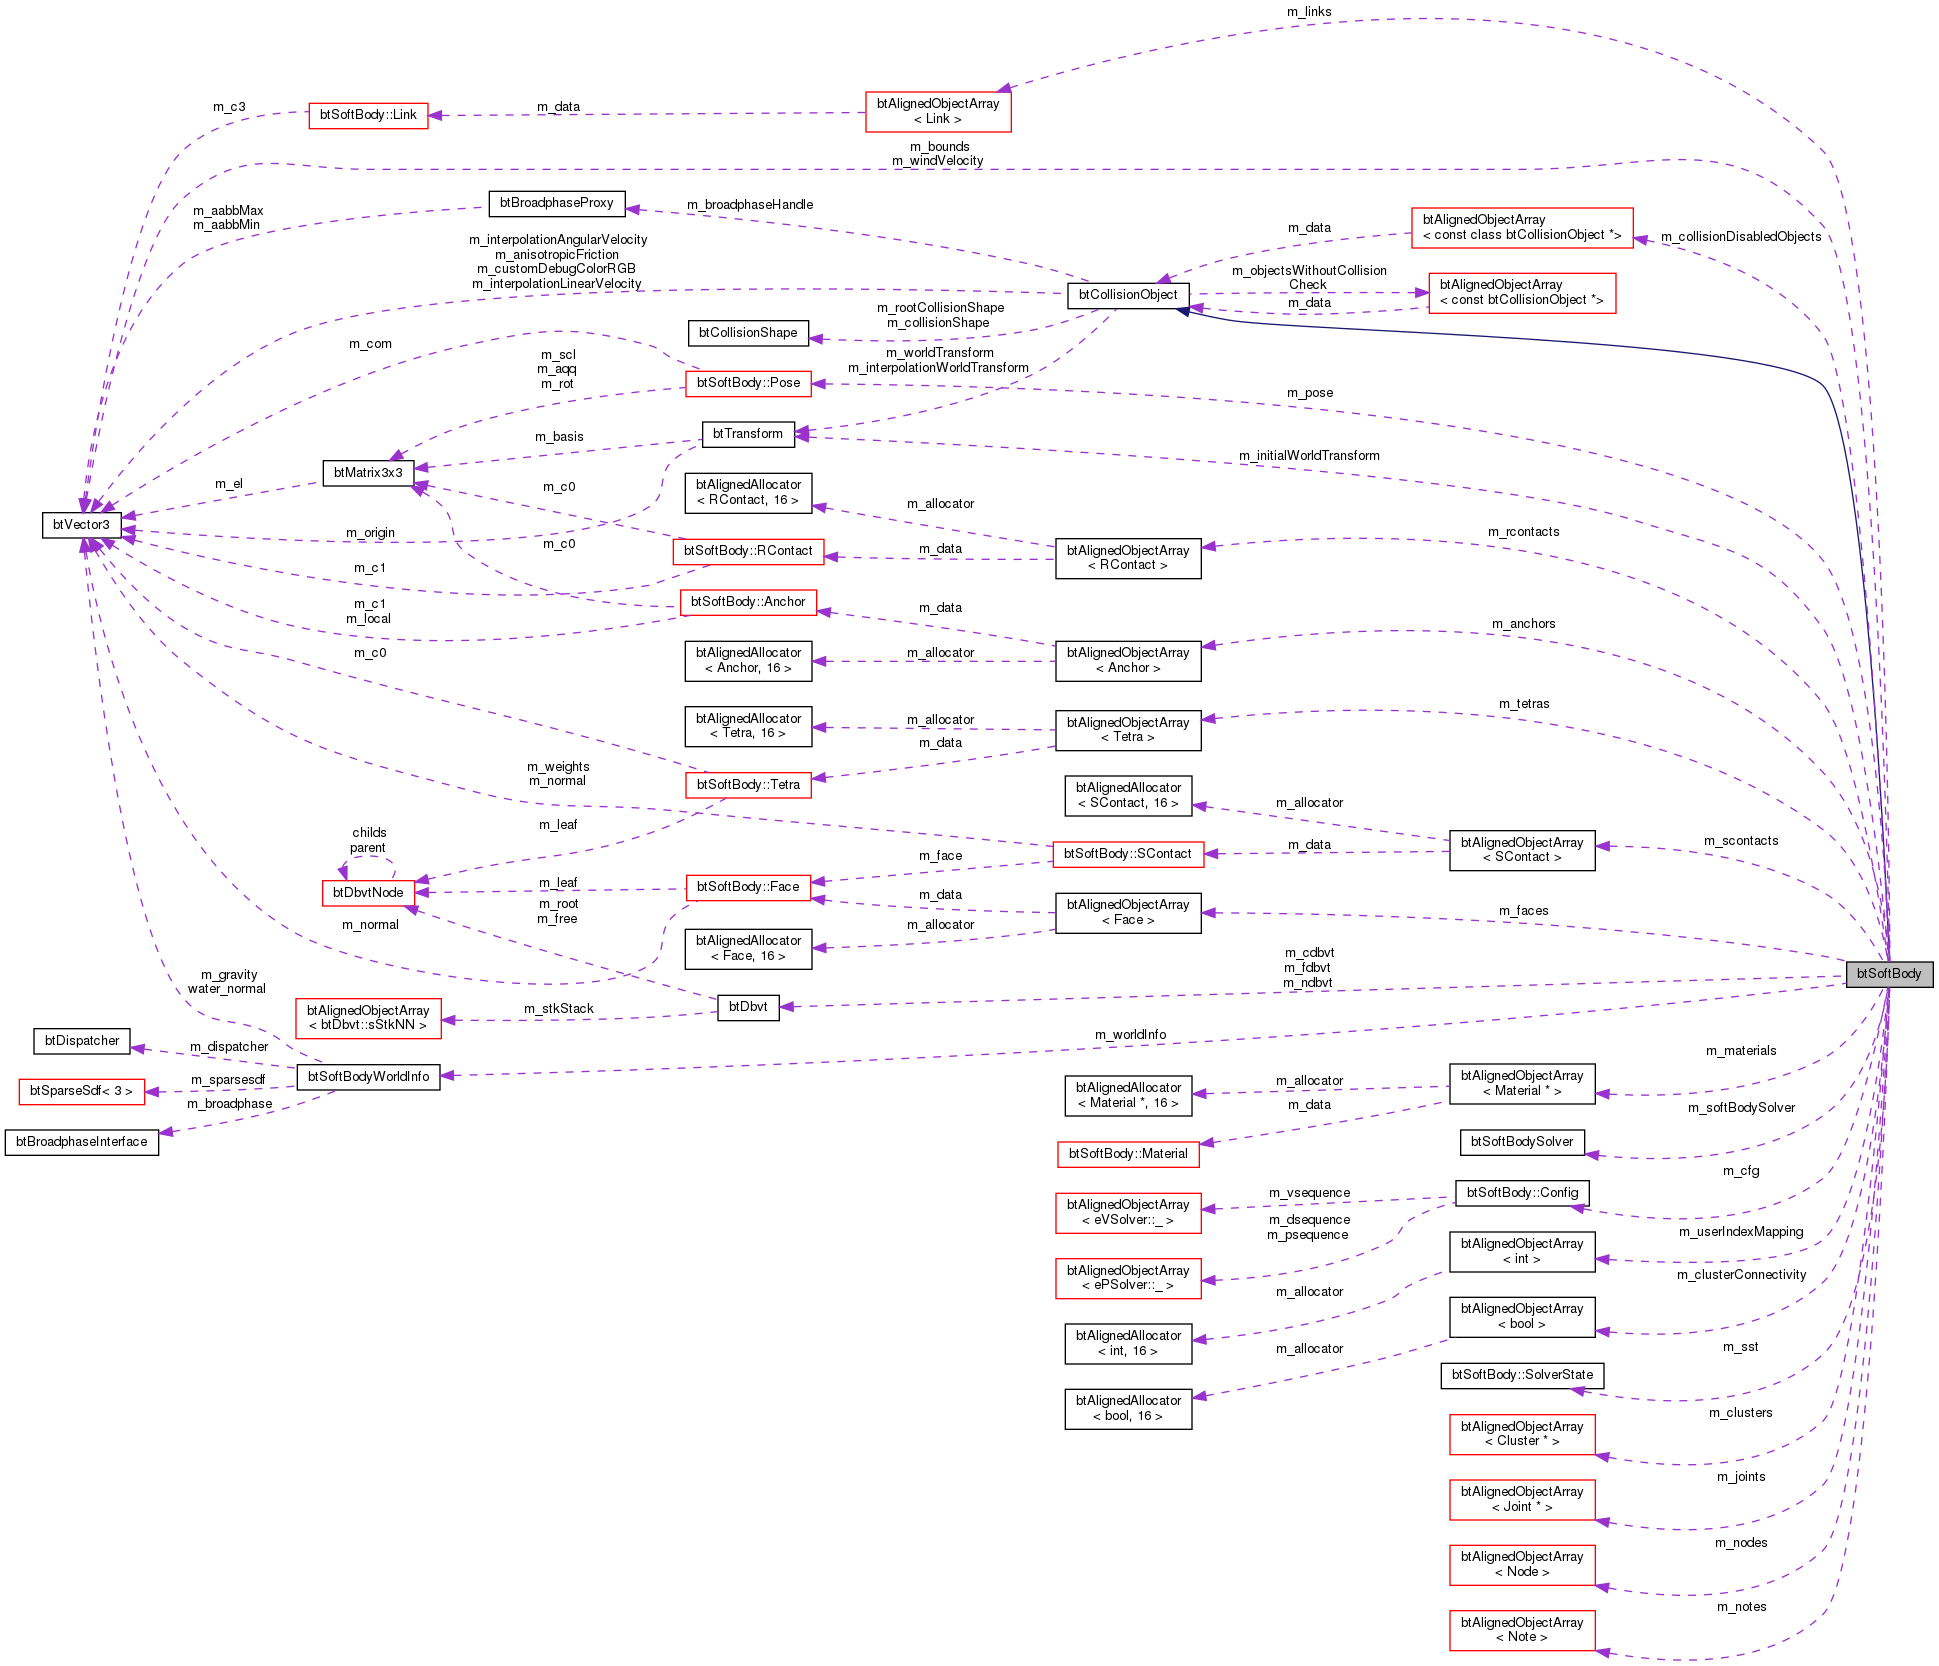 m_links
m_c3
btSoftBody::Link
m_data
btAlignedObjectArray
< Link >
m_bounds
m_windVelocity
btBroadphaseProxy
m_broadphaseHandle
m_aabbMax
m_aabbMin
btAlignedObjectArray
< const class btCollisionObject *>
m_collisionDisabledObjects
m_data
m_interpolationAngularVelocity
m_anisotropicFriction
m_customDebugColorRGB
m_interpolationLinearVelocity
btCollisionObject
m_objectsWithoutCollision
Check
m_data
btAlignedObjectArray
< const btCollisionObject *>
m_rootCollisionShape
m_collisionShape
btCollisionShape
m_com
m_scl
m_aqq
m_rot
m_worldTransform
m_interpolationWorldTransform
btSoftBody::Pose
m_pose
btTransform
m_basis
m_initialWorldTransform
btMatrix3x3
m_el
m_c0
btAlignedAllocator
< RContact, 16 >
m_allocator
btVector3
m_origin
m_c0
btSoftBody::RContact
m_data
btAlignedObjectArray
< RContact >
m_rcontacts
m_c1
m_c1
m_local
btSoftBody::Anchor
m_data
m_anchors
m_c0
btAlignedAllocator
< Anchor, 16 >
m_allocator
btAlignedObjectArray
< Anchor >
m_tetras
btAlignedAllocator
< Tetra, 16 >
m_allocator
m_data
btAlignedObjectArray
< Tetra >
m_weights
m_normal
btSoftBody::Tetra
btAlignedAllocator
< SContact, 16 >
m_allocator
m_leaf
childs
parent
m_face
btSoftBody::SContact
m_data
btAlignedObjectArray
< SContact >
m_scontacts
btDbvtNode
m_leaf
btSoftBody::Face
m_data
btAlignedObjectArray
< Face >
m_faces
m_root
m_free
m_normal
m_allocator
btAlignedAllocator
< Face, 16 >
m_cdbvt
m_fdbvt
m_ndbvt
btSoftBody
m_gravity
water_normal
btAlignedObjectArray
< btDbvt::sStkNN >
m_stkStack
btDbvt
m_worldInfo
btDispatcher
m_dispatcher
btSoftBodyWorldInfo
m_materials
btSparseSdf< 3 >
m_sparsesdf
m_broadphase
btBroadphaseInterface
btAlignedAllocator
< Material *, 16 >
m_allocator
m_data
btAlignedObjectArray
< Material * >
m_softBodySolver
btSoftBody::Material
btSoftBodySolver
m_cfg
btAlignedObjectArray
< eVSolver::_ >
m_vsequence
btSoftBody::Config
m_dsequence
m_psequence
m_userIndexMapping
btAlignedObjectArray
< ePSolver::_ >
btAlignedObjectArray
< int >
m_allocator
m_clusterConnectivity
btAlignedAllocator
< int, 16 >
btAlignedObjectArray
< bool >
m_allocator
m_sst
btAlignedAllocator
< bool, 16 >
btSoftBody::SolverState
m_clusters
btAlignedObjectArray
< Cluster * >
m_joints
btAlignedObjectArray
< Joint * >
m_nodes
btAlignedObjectArray
< Node >
m_notes
btAlignedObjectArray
< Note >